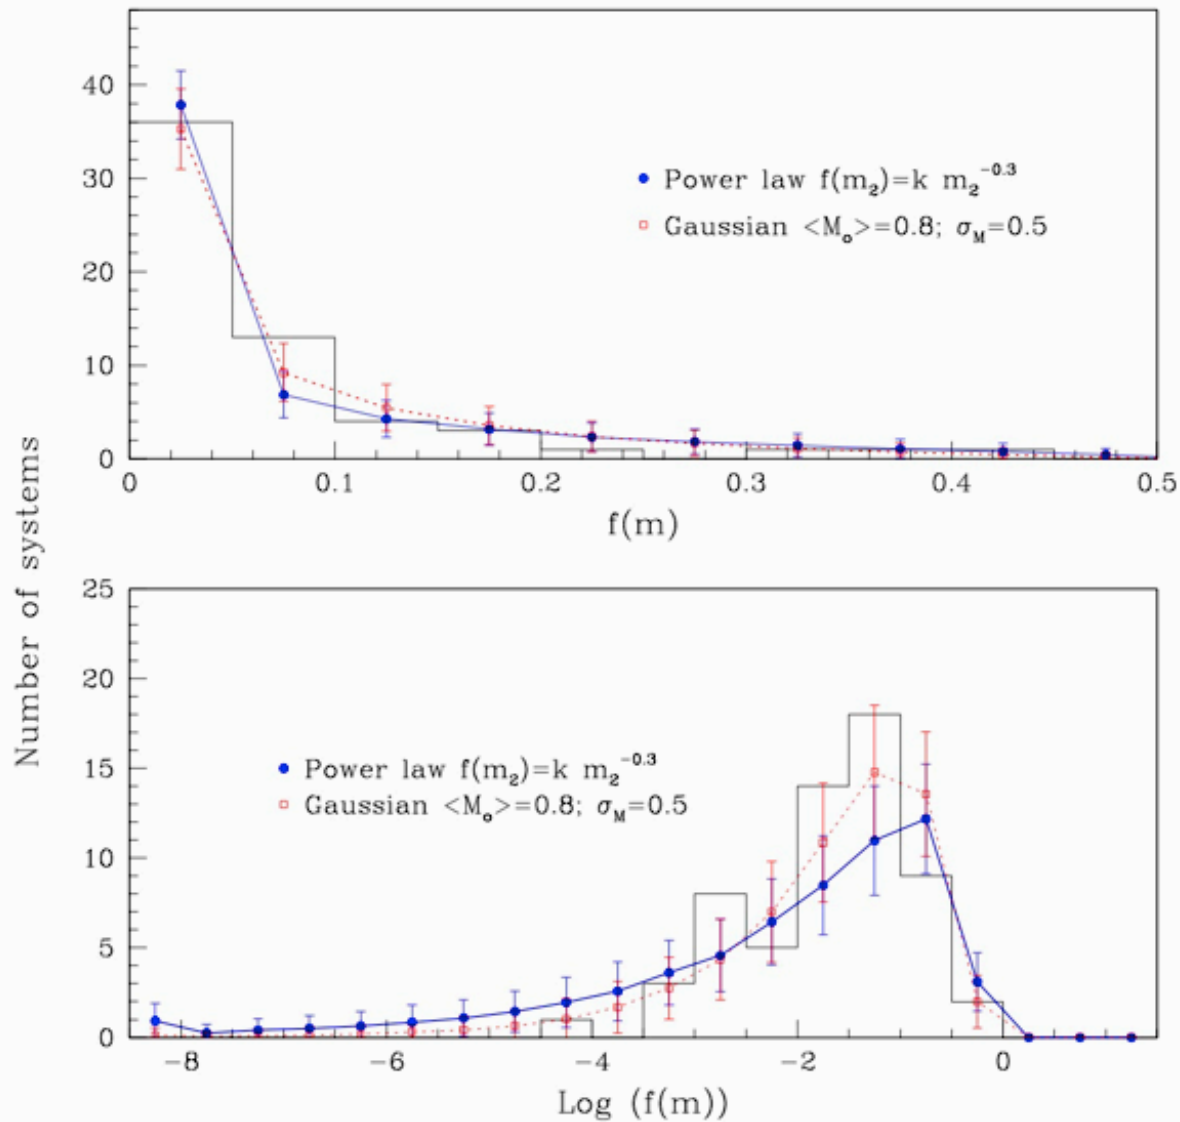 40
30
20
10
0
Power law f(m₂)=k m₂⁻⁰·³
Gaussian <Mₒ>=0.8; σ_M=0.5
0 0.1 0.2 0.3 0.4 0.5
f(m)
Number of systems
25
20
15
10
5
0
Power law f(m₂)=k m₂⁻⁰·³
Gaussian <Mₒ>=0.8; σ_M=0.5
−8 −6 −4 −2 0
Log (f(m))